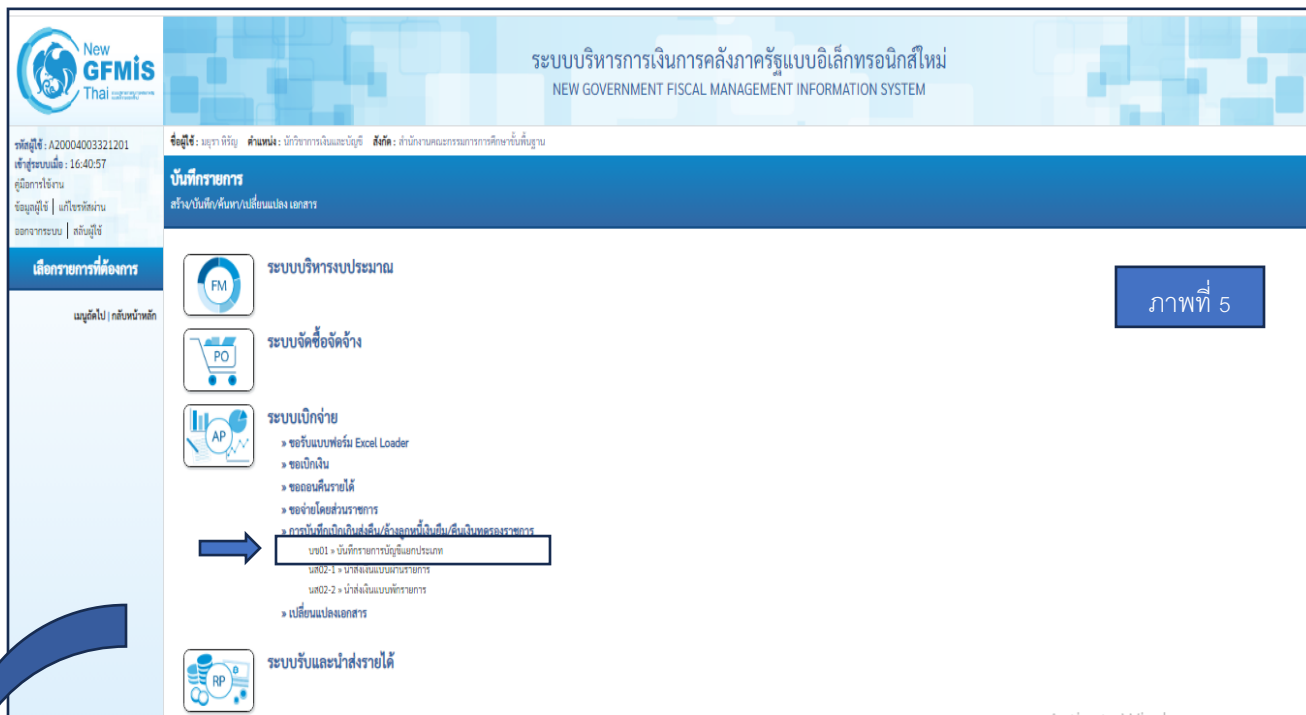 New
GFMiS
Thai
ระบบบริหารการเงินการคลังภาครัฐแบบอิเล็กทรอนิกส์ใหม่
NEW GOVERNMENT FISCAL MANAGEMENT INFORMATION SYSTEM
รหัสผู้ใช้ : A20004003321201
เข้าสู่ระบบเมื่อ : 16:40:57
คู่มือการใช้งาน
ข้อมูลผู้ใช้ | แก้ไขรหัสผ่าน
ออกจากระบบ | สลับผู้ใช้
ชื่อผู้ใช้ : มยุรา หิรัญ ตำแหน่ง : นักวิชาการเงินและบัญชี สังกัด : สำนักงานคณะกรรมการการศึกษาขั้นพื้นฐาน
บันทึกรายการ
สร้าง/บันทึก/ค้นหา/เปลี่ยนแปลง เอกสาร
เลือกรายการที่ต้องการ
เมนูถัดไป | กลับหน้าหลัก
FM
ระบบบริหารงบประมาณ
ภาพที่ 5
PO
ระบบจัดซื้อจัดจ้าง
AP
ระบบเบิกจ่าย
» ขอรับแบบฟอร์ม Excel Loader
» ขอเบิกเงิน
» ขอถอนคืนรายได้
» ขอจ่ายโดยส่วนราชการ
» การบันทึกเบิกเกินส่งคืน/ล้างลูกหนี้เงินยืม/คืนเงินทดรองราชการ
บช01 » บันทึกรายการบัญชีแยกประเภท
นส02-1 » นำส่งเงินแบบผ่านรายการ
นส02-2 » นำส่งเงินแบบพักรายการ
» เปลี่ยนแปลงเอกสาร
RP
ระบบรับและนำส่งรายได้